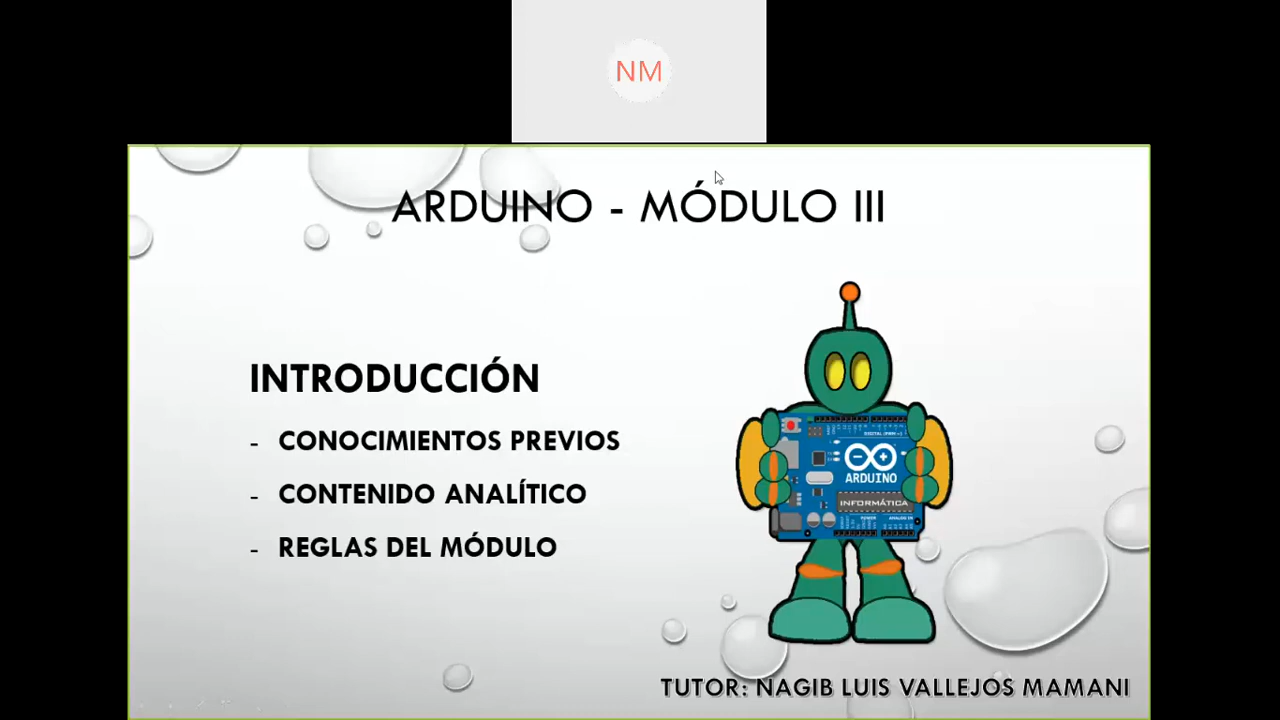 NM
ARDUINO - MÓDULO III
INTRODUCCIÓN
- CONOCIMIENTOS PREVIOS
- CONTENIDO ANALÍTICO
- REGLAS DEL MÓDULO
ARDUINO
INFORMÁTICA
TUTOR: NAGIB LUIS VALLEJOS MAMANI